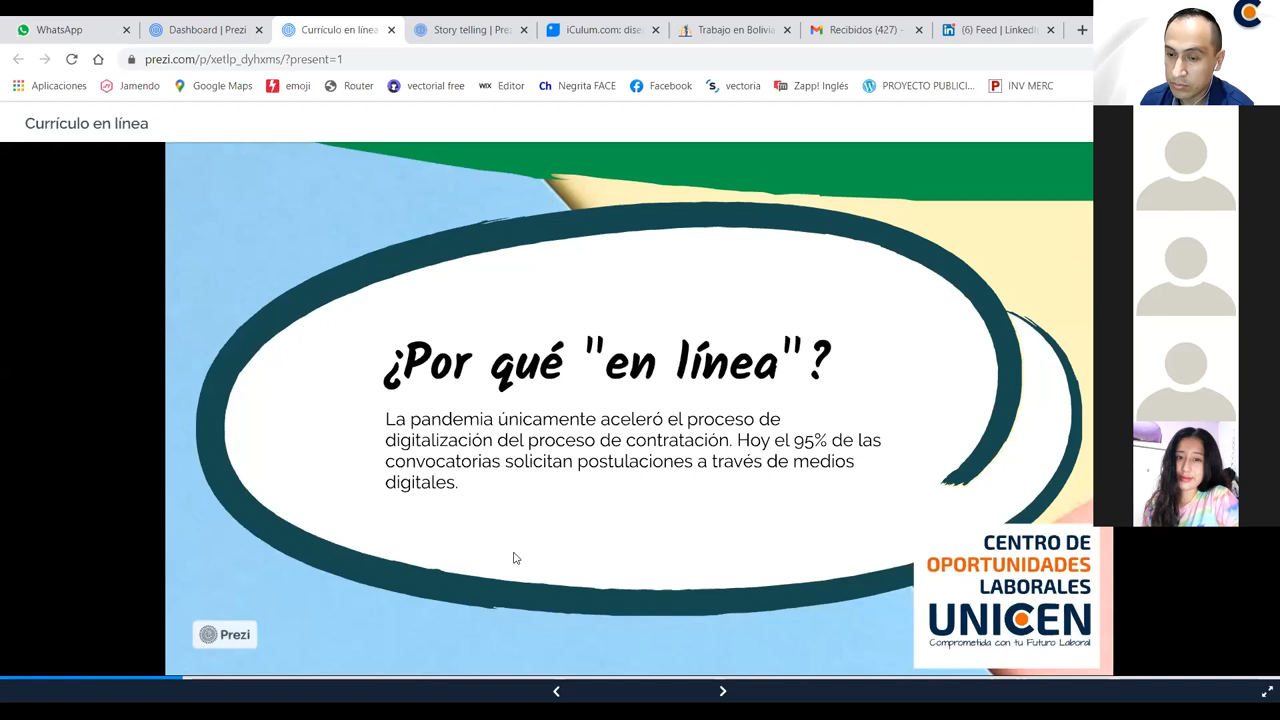 WhatsApp
Dashboard | Prezi
Currículo en línea
Story telling | Prez
iCulum.com: dise
Trabajo en Bolivia
Recibidos (427) -
(6) Feed | LinkedIn
prezi.com/p/xetlp_dyhxms/?present=1
Aplicaciones
Jamendo
Google Maps
emoji
Router
vectorial free
WIX Editor
Ch Negrita FACE
Facebook
vectoria
Zapp! Inglés
PROYECTO PUBLICI...
P INV MERC
Currículo en línea
¿Por qué "en línea"?
La pandemia únicamente aceleró el proceso de
digitalización del proceso de contratación. Hoy el 95% de las
convocatorias solicitan postulaciones a través de medios
digitales.
CENTRO DE
OPORTUNIDADES
LABORALES
UNICEN
Comprometida con tu Futuro Laboral
Prezi